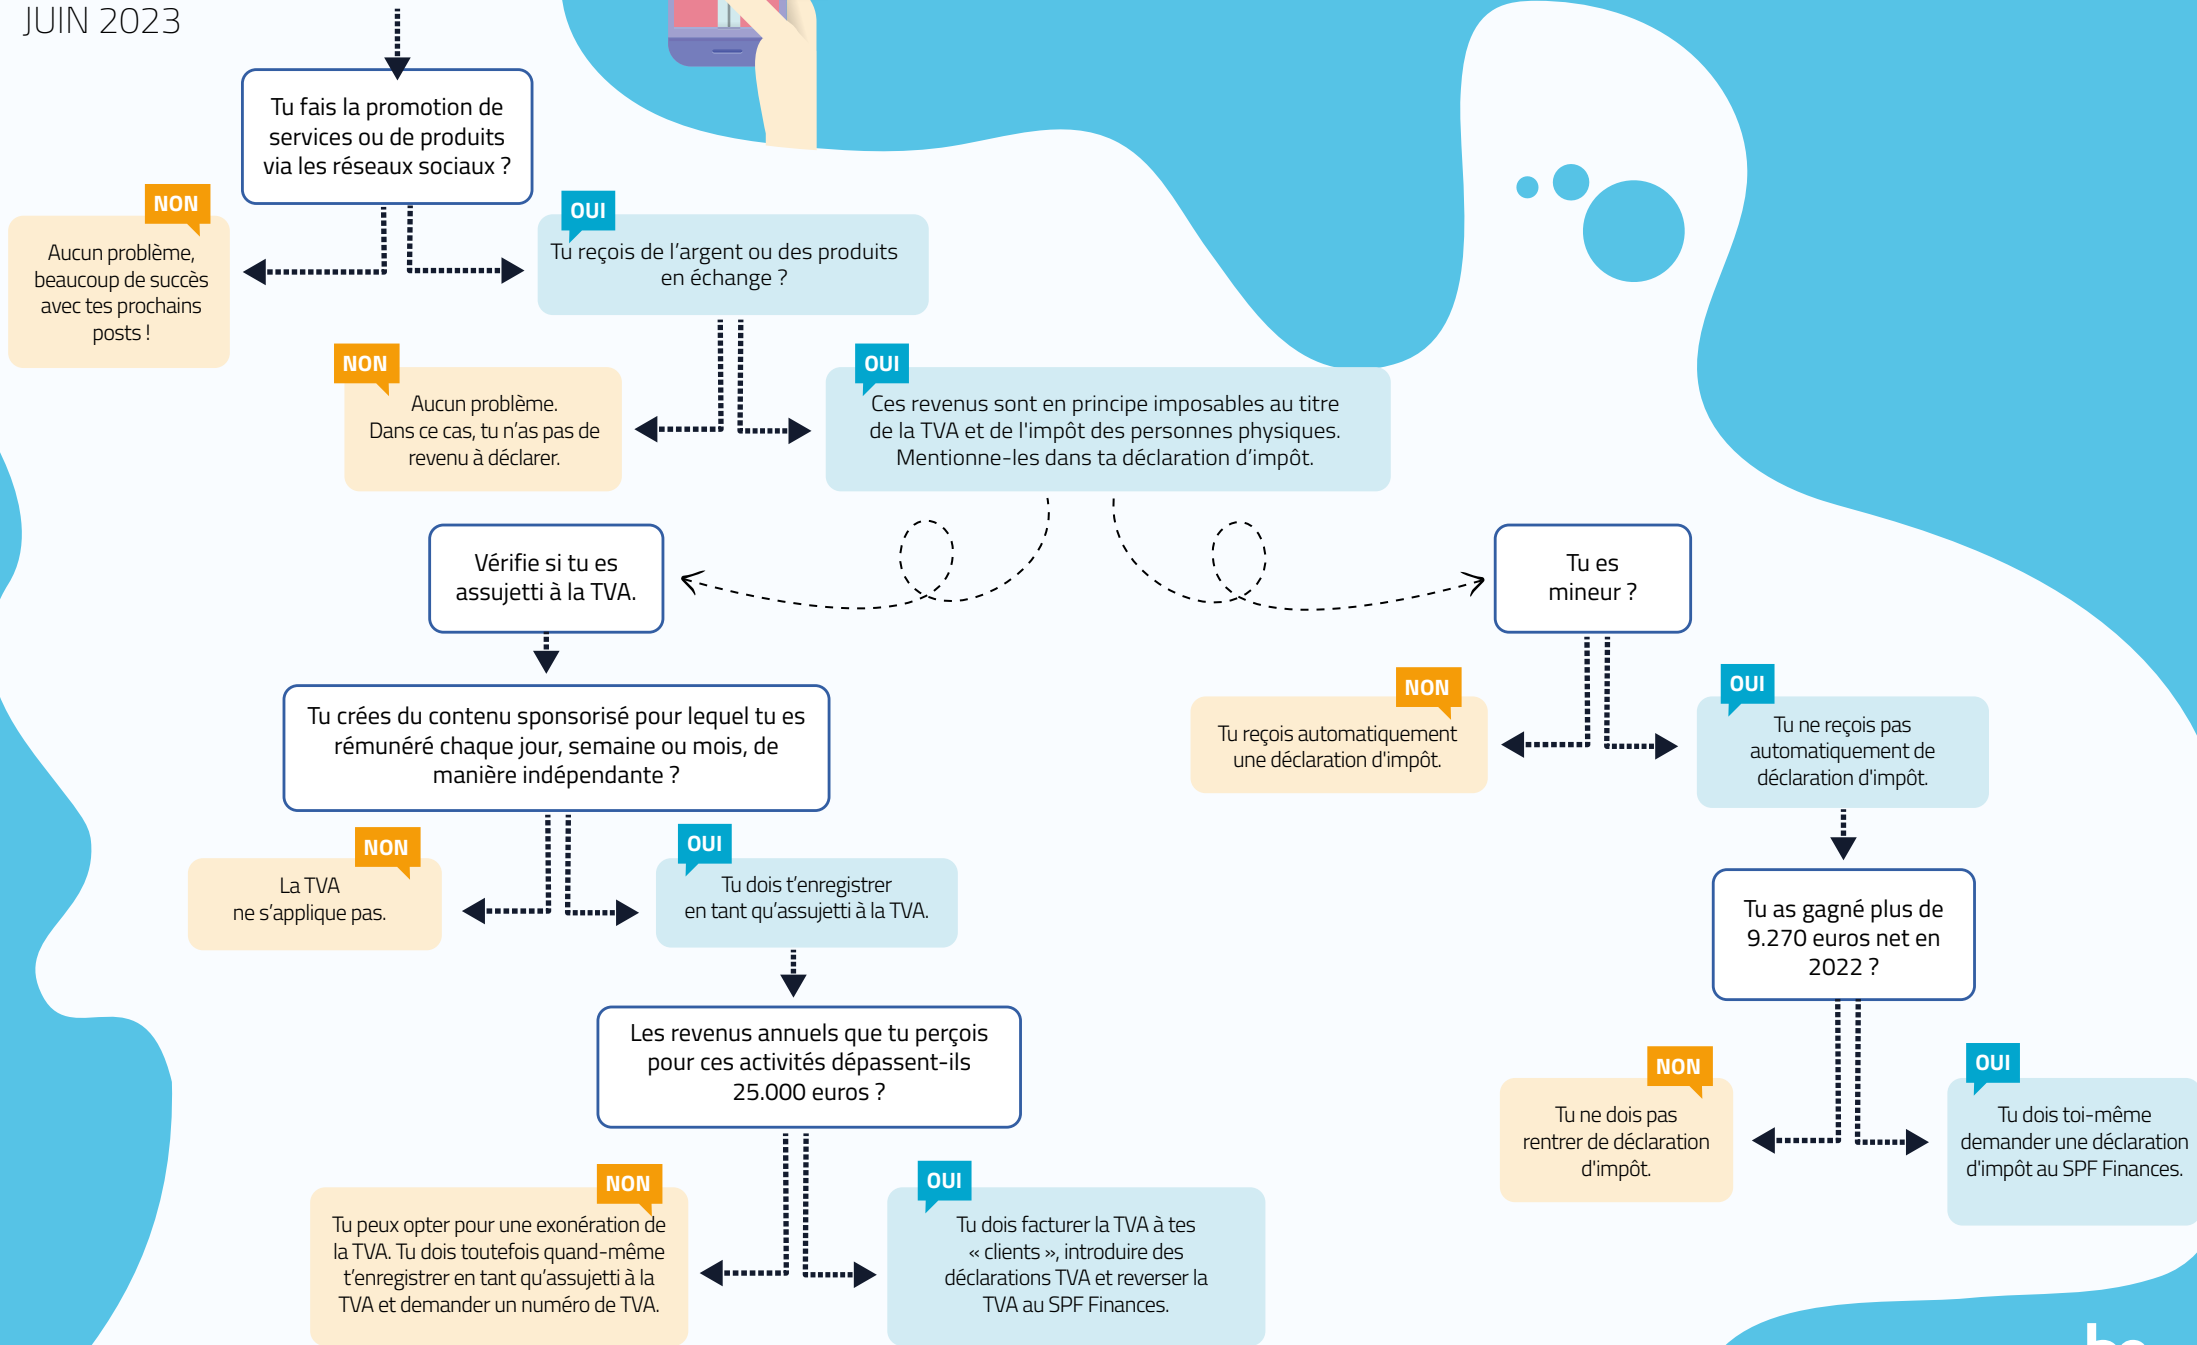 JUIN 2023
Tu fais la promotion de
services ou de produits
via les réseaux sociaux ?
NON
Aucun problème,
beaucoup de succès
avec tes prochains
posts !
OUI
Tu reçois de l’argent ou des produits
en échange ?
NON
Aucun problème.
Dans ce cas, tu n’as pas de
revenu à déclarer.
OUI
Ces revenus sont en principe imposables au titre
de la TVA et de l'impôt des personnes physiques.
Mentionne-les dans ta déclaration d’impôt.
Vérifie si tu es
assujetti à la TVA.
Tu es
mineur ?
Tu crées du contenu sponsorisé pour lequel tu es
rémunéré chaque jour, semaine ou mois, de
manière indépendante ?
NON
Tu reçois automatiquement
une déclaration d'impôt.
OUI
Tu ne reçois pas
automatiquement de
déclaration d'impôt.
NON
La TVA
ne s’applique pas.
OUI
Tu dois t’enregistrer
en tant qu’assujetti à la TVA.
Tu as gagné plus de
9.270 euros net en
2022 ?
Les revenus annuels que tu perçois
pour ces activités dépassent-ils
25.000 euros ?
NON
Tu ne dois pas
rentrer de déclaration
d'impôt.
OUI
Tu dois toi-même
demander une déclaration
d'impôt au SPF Finances.
NON
Tu peux opter pour une exonération de
la TVA. Tu dois toutefois quand-même
t’enregistrer en tant qu’assujetti à la
TVA et demander un numéro de TVA.
OUI
Tu dois facturer la TVA à tes
« clients », introduire des
déclarations TVA et reverser la
TVA au SPF Finances.